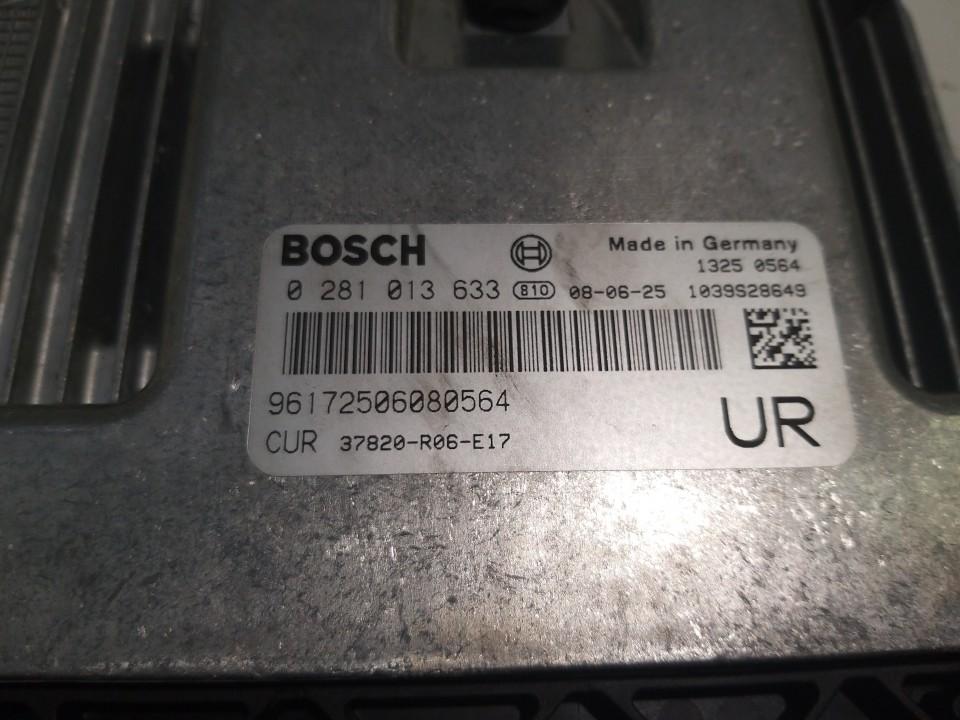 BOSCH Made in Germany
1325 0564
0 281 013 633 810 08-06-25 1039S28649
96172506080564
CUR 37820-R06-E17 UR